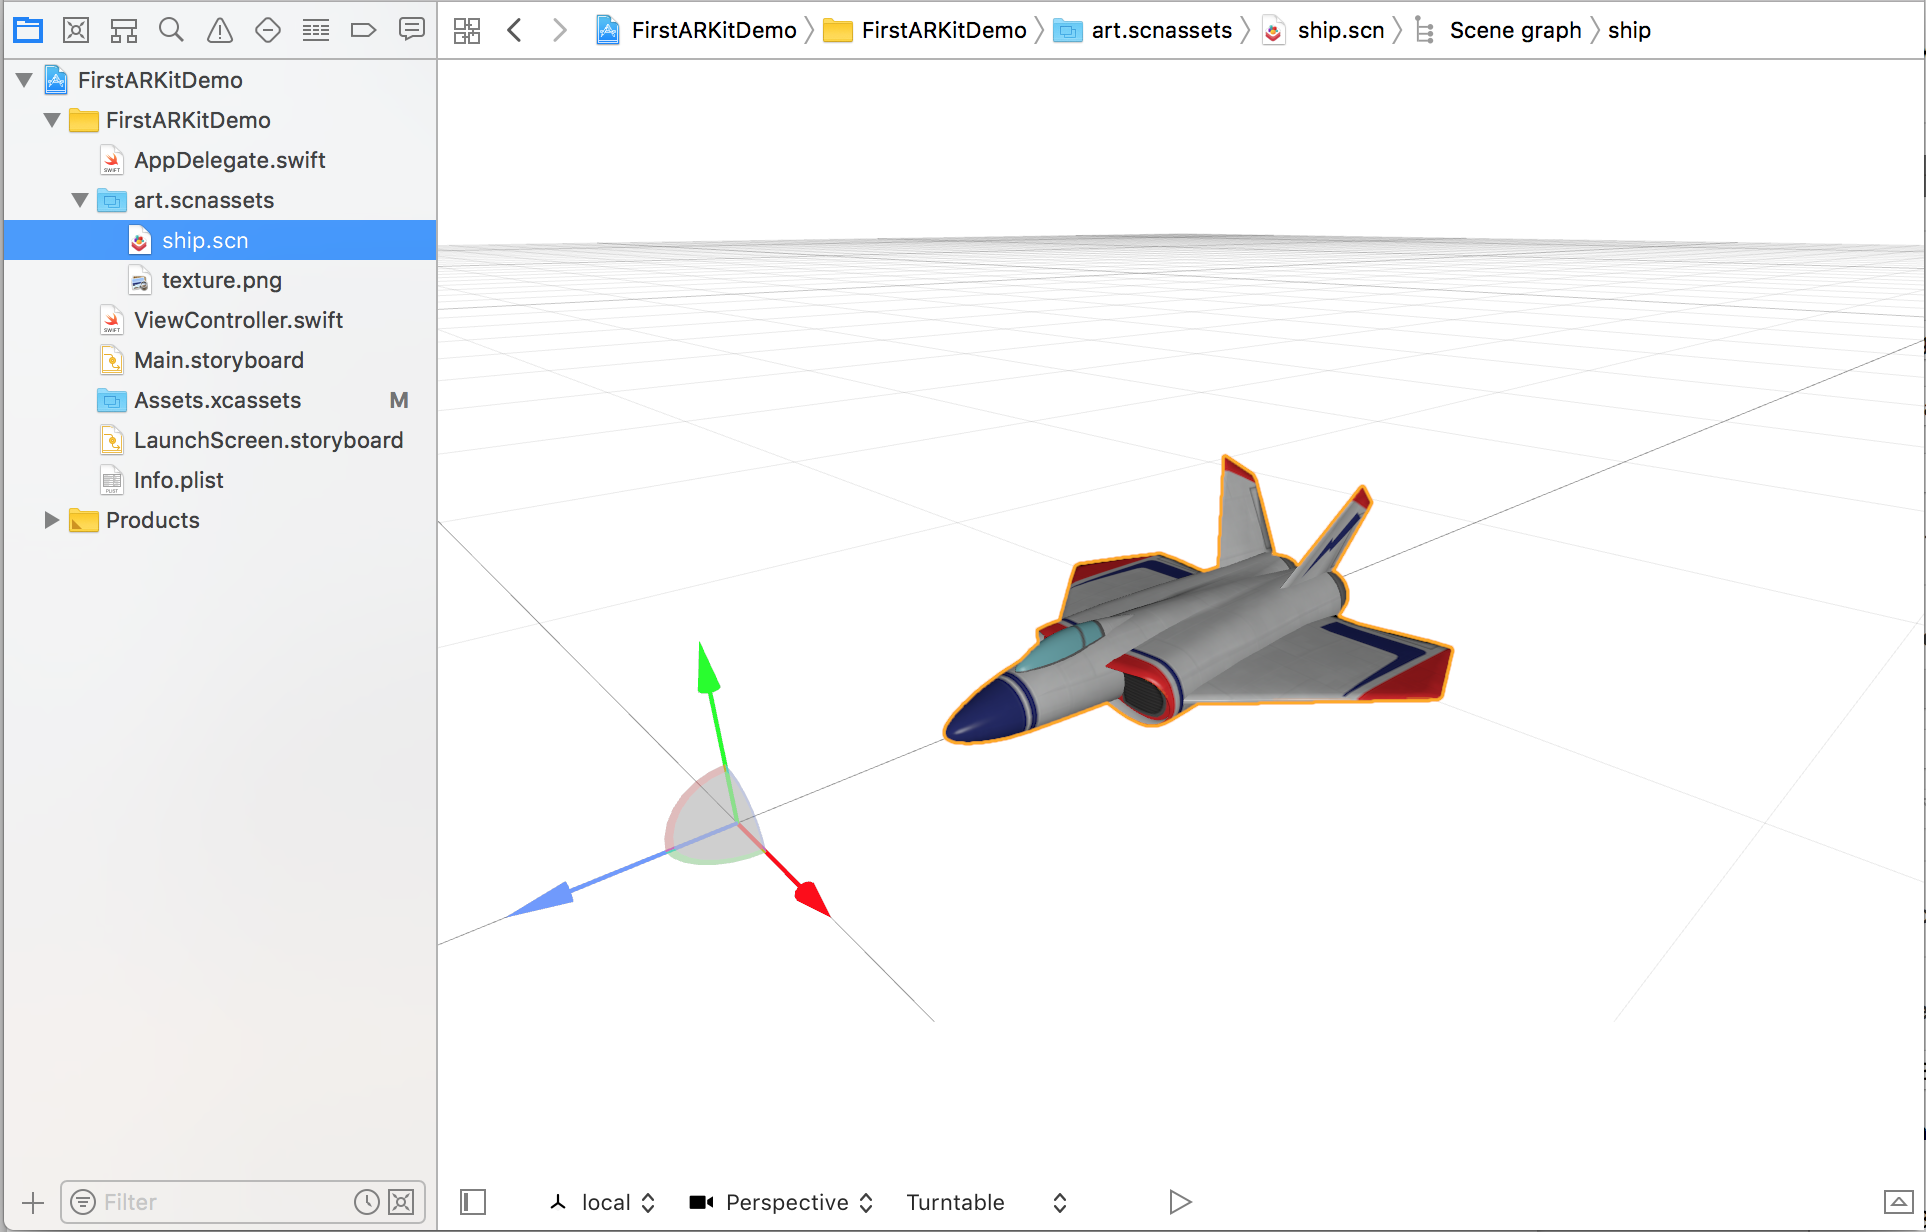 FirstARKitDemo FirstARKitDemo art.scnassets ship.scn Scene graph ship
FirstARKitDemo
FirstARKitDemo
AppDelegate.swift
art.scnassets
ship.scn
texture.png
ViewController.swift
Main.storyboard
Assets.xcassets M
LaunchScreen.storyboard
Info.plist
Products
Filter
local Perspective Turntable